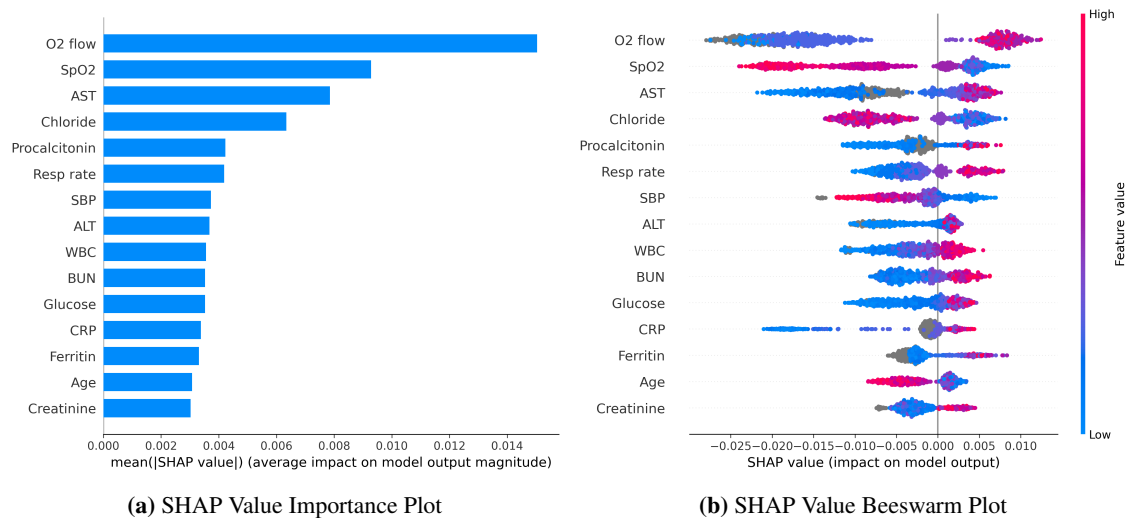 O2 flow
SpO2
AST
Chloride
Procalcitonin
Resp rate
SBP
ALT
WBC
BUN
Glucose
CRP
Ferritin
Age
Creatinine
0.000 0.002 0.004 0.006 0.008 0.010 0.012 0.014
mean(|SHAP value|) (average impact on model output magnitude)
(a) SHAP Value Importance Plot
O2 flow
SpO2
AST
Chloride
Procalcitonin
Resp rate
SBP
ALT
WBC
BUN
Glucose
CRP
Ferritin
Age
Creatinine
−0.025 −0.020 −0.015 −0.010 −0.005 0.000 0.005 0.010
SHAP value (impact on model output)
High
Feature value
Low
(b) SHAP Value Beeswarm Plot